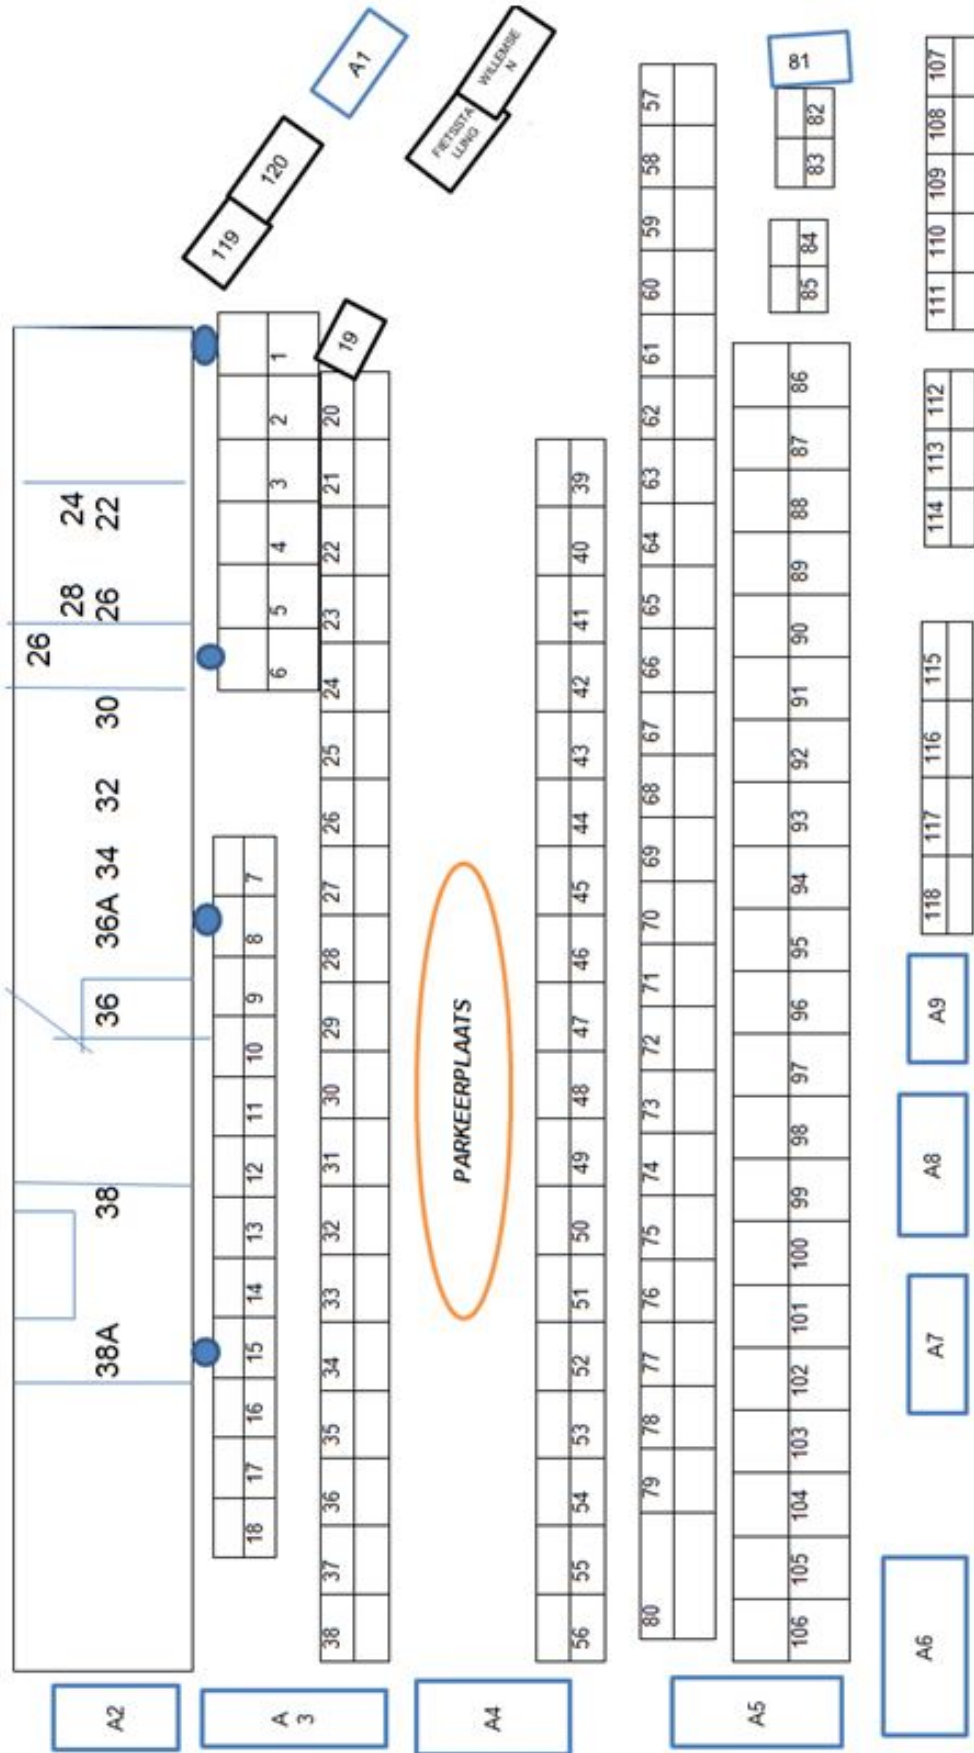 26
28 24
A2 38A 38 36 36A 34 32 30 26 22
A
3
18 17 16 15 14 13 12 11 10 9 8 7 6 5 4 3 2 1
119
120
A1
38 37 36 35 34 33 32 31 30 29 28 27 26 25 24 23 22 21 20 19
A4
PARKEERPLAATS
FIETSSTA
LLING
WILLEMSE
N
56 55 54 53 52 51 50 49 48 47 46 45 44 43 42 41 40 39
80 79 78 77 76 75 74 73 72 71 70 69 68 67 66 65 64 63 62 61 60 59 58 57
A5
106 105 104 103 102 101 100 99 98 97 96 95 94 93 92 91 90 89 88 87 86 85 84 83 82 81
A6 A7 A8 A9
118 117 116 115 114 113 112 111 110 109 108 107